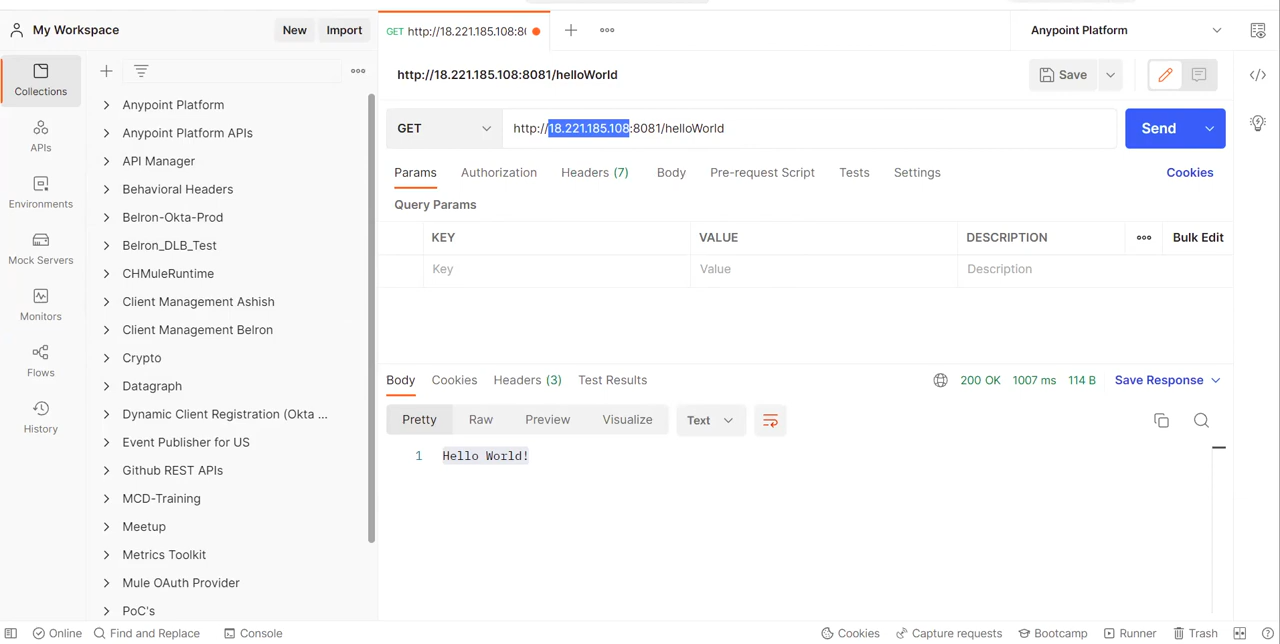 My Workspace
New
Import
GET http://18.221.185.108:8(
Anypoint Platform
Collections
APIs
Environments
Mock Servers
Monitors
Flows
History
Anypoint Platform
Anypoint Platform APIs
API Manager
Behavioral Headers
Belron-Okta-Prod
Belron_DLB_Test
CHMuleRuntime
Client Management Ashish
Client Management Belron
Crypto
Datagraph
Dynamic Client Registration (Okta ...
Event Publisher for US
Github REST APIs
MCD-Training
Meetup
Metrics Toolkit
Mule OAuth Provider
PoC's
http://18.221.185.108:8081/helloWorld
Save
GET
http://18.221.185.108:8081/helloWorld
Send
Params
Authorization
Headers (7)
Body
Pre-request Script
Tests
Settings
Cookies
Query Params
KEY
VALUE
DESCRIPTION
Bulk Edit
Key
Value
Description
Body
Cookies
Headers (3)
Test Results
200 OK
1007 ms
114 B
Save Response
Pretty
Raw
Preview
Visualize
Text
1 Hello World!
Online
Find and Replace
Console
Cookies
Capture requests
Bootcamp
Runner
Trash